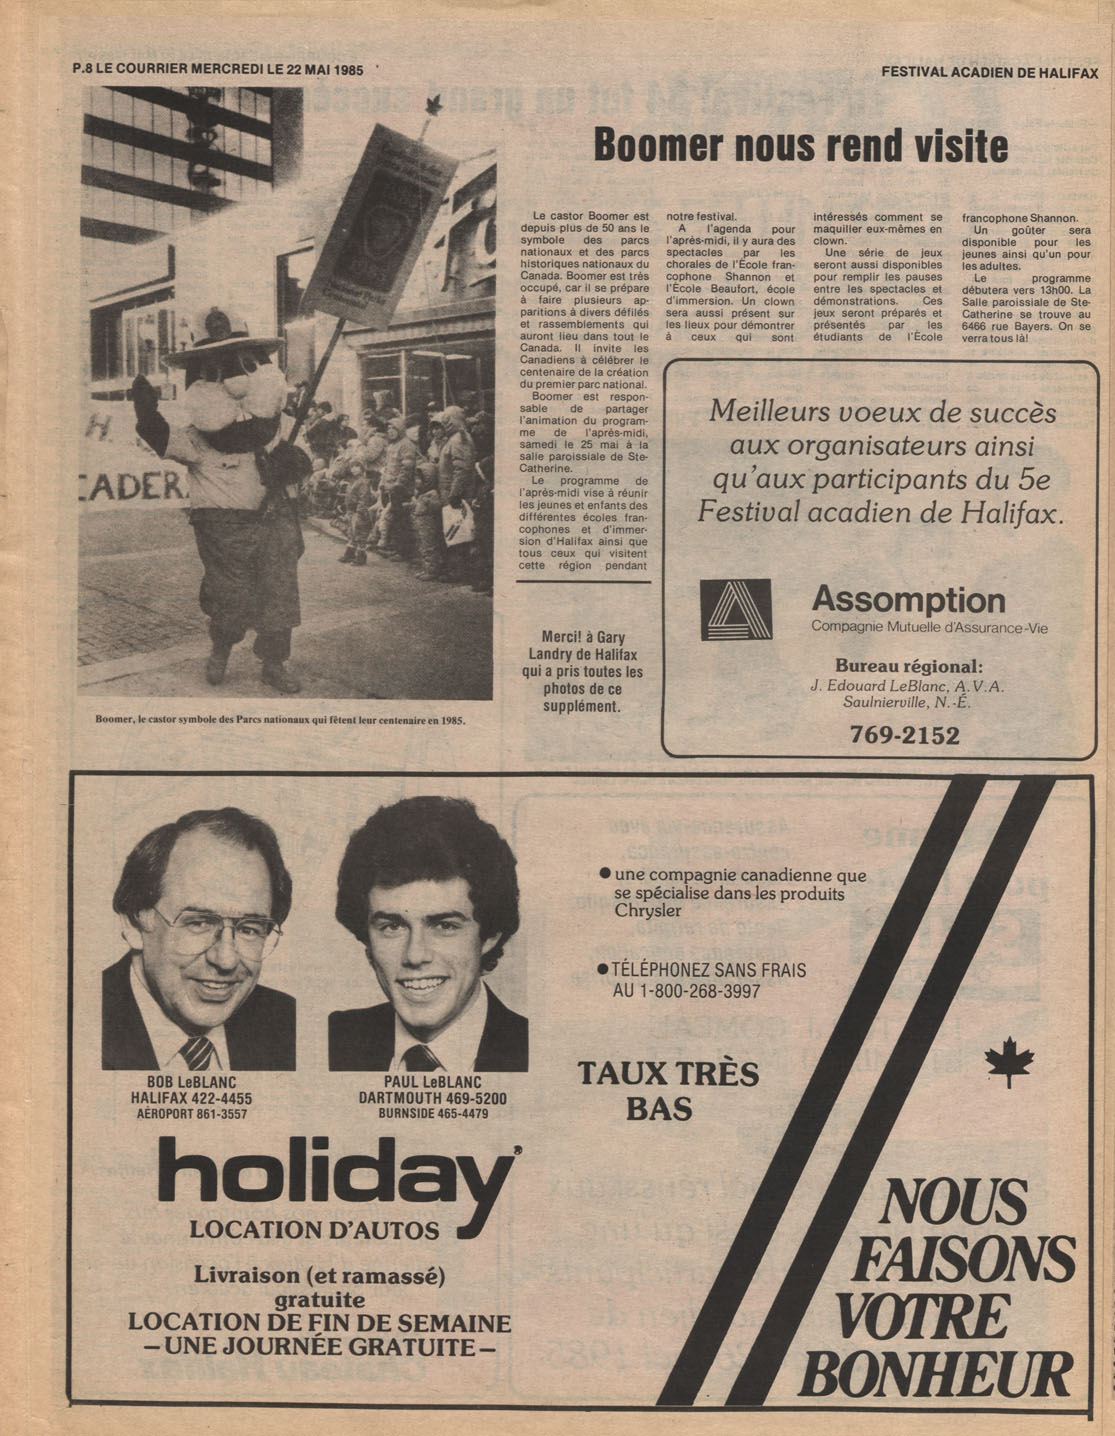 P.8 LE COURRIER MERCREDI LE 22 MAI 1985
FESTIVAL ACADIEN DE HALIFAX
H.
CADER
Boomer, le castor symbole des Parcs nationaux qui fêtent leur centenaire en 1985.
Boomer nous rend visite
Le castor Boomer est
depuis plus de 50 ans le
symbole des parcs
nationaux et des parcs
historiques nationaux du
Canada. Boomer est très
occupé, car il se prépare
à faire plusieurs ap-
paritions à divers défilés
et rassemblements qui
auront lieu dans tout le
Canada. Il invite les
Canadiens à célébrer le
centenaire de la création
du premier parc national.
Boomer est respon-
sable de partager
l'animation du program-
me de l'après-midi,
samedi le 25 mai à la
salle paroissiale de Ste-
Catherine.
Le programme de
l'après-midi vise à réunir
les jeunes et enfants des
différentes écoles fran-
cophones et d'immer-
sion d'Halifax ainsi que
tous ceux qui visitent
cette région pendant
notre festival.
A l'agenda pour
l'après-midi, il y aura des
spectacles par les
chorales de l'École fran-
cophone Shannon et
l'École Beaufort, école
d'immersion. Un clown
sera aussi présent sur
les lieux pour démontrer
à ceux qui sont
intéressés comment se
maquiller eux-mêmes en
clown.
Une série de jeux
seront aussi disponibles
pour remplir les pauses
entre les spectacles et
démonstrations. Ces
jeux seront préparés et
présentés par les
étudiants de l'École
francophone Shannon.
Un goûter sera
disponible pour les
jeunes ainsi qu'un pour
les adultes.
Le programme
débutera vers 13h00. La
Salle paroissiale de Ste-
Catherine se trouve au
6466 rue Bayers. On se
verra tous là!
Merci! à Gary
Landry de Halifax
qui a pris toutes les
photos de ce
supplément.
Meilleurs voeux de succès
aux organisateurs ainsi
qu'aux participants du 5e
Festival acadien de Halifax.
Assomption
Compagnie Mutuelle d'Assurance-Vie
Bureau régional:
J. Edouard LeBlanc, A.V.A.
Saulnierville, N.-É.
769-2152
BOB LeBLANC
HALIFAX 422-4455
AÉROPORT 861-3557
PAUL LeBLANC
DARTMOUTH 469-5200
BURNSIDE 465-4479
holiday
LOCATION D'AUTOS
Livraison (et ramassé)
gratuite
LOCATION DE FIN DE SEMAINE
– UNE JOURNÉE GRATUITE –
● une compagnie canadienne que
se spécialise dans les produits
Chrysler
● TÉLÉPHONEZ SANS FRAIS
AU 1-800-268-3997
TAUX TRÈS
BAS
NOUS
FAISONS
VOTRE
BONHEUR